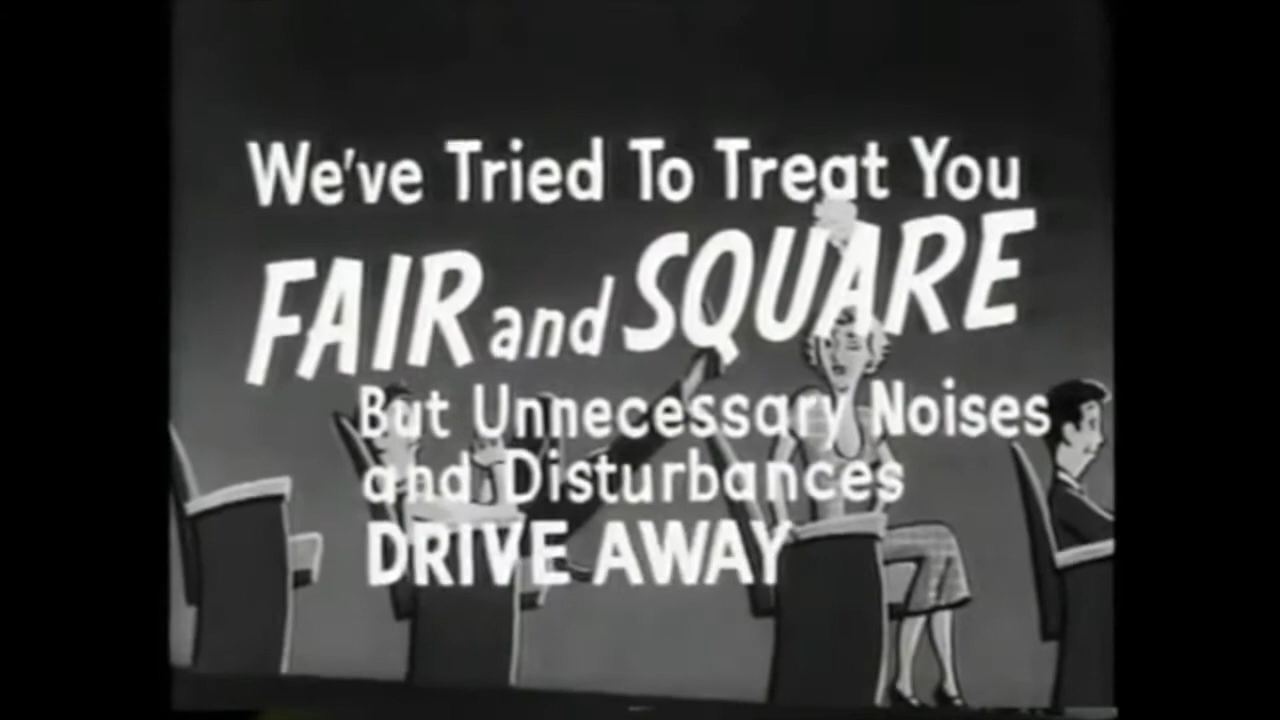 We've Tried To Treat You
FAIR and SQUARE
But Unnecessary Noises
and Disturbances
DRIVE AWAY